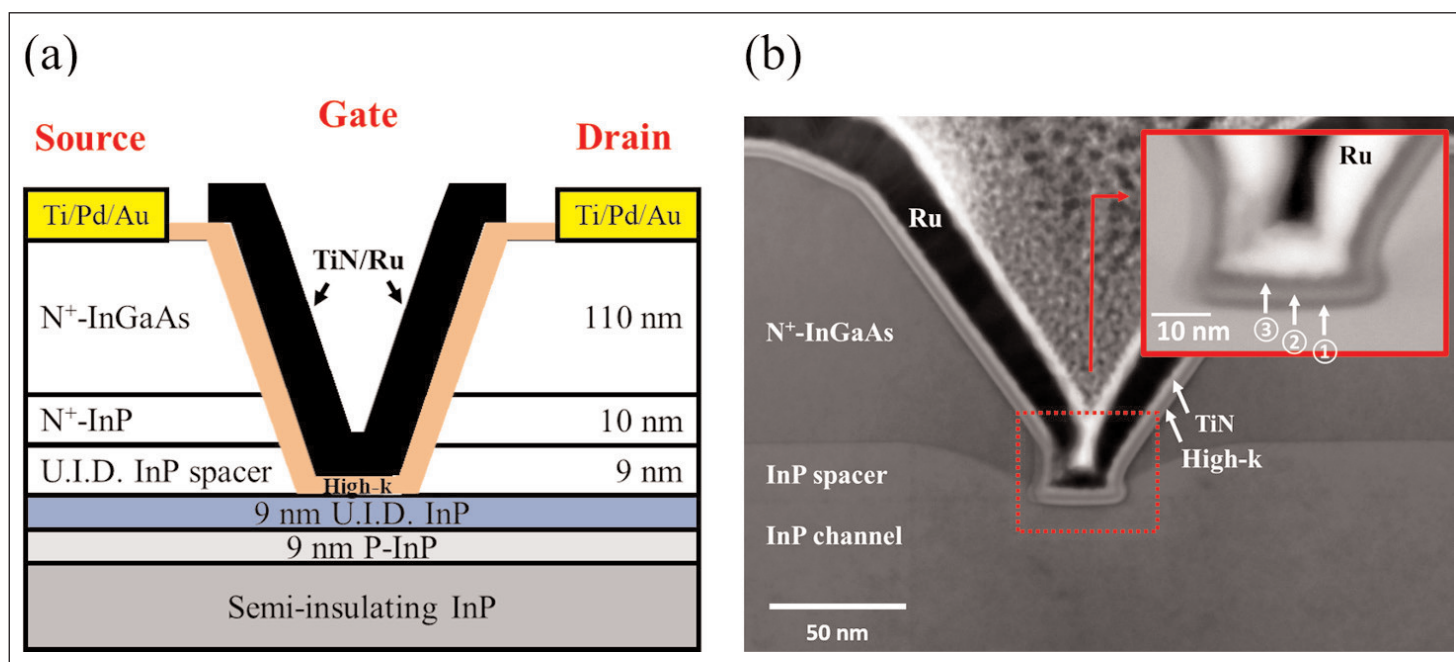 (a)
Source
Gate
Drain
Ti/Pd/Au
Ti/Pd/Au
TiN/Ru
N⁺-InGaAs
110 nm
N⁺-InP
10 nm
U.I.D. InP spacer
9 nm
High-k
9 nm U.I.D. InP
9 nm P-InP
Semi-insulating InP
(b)
Ru
Ru
10 nm
③
②
①
N⁺-InGaAs
TiN
High-k
InP spacer
InP channel
50 nm